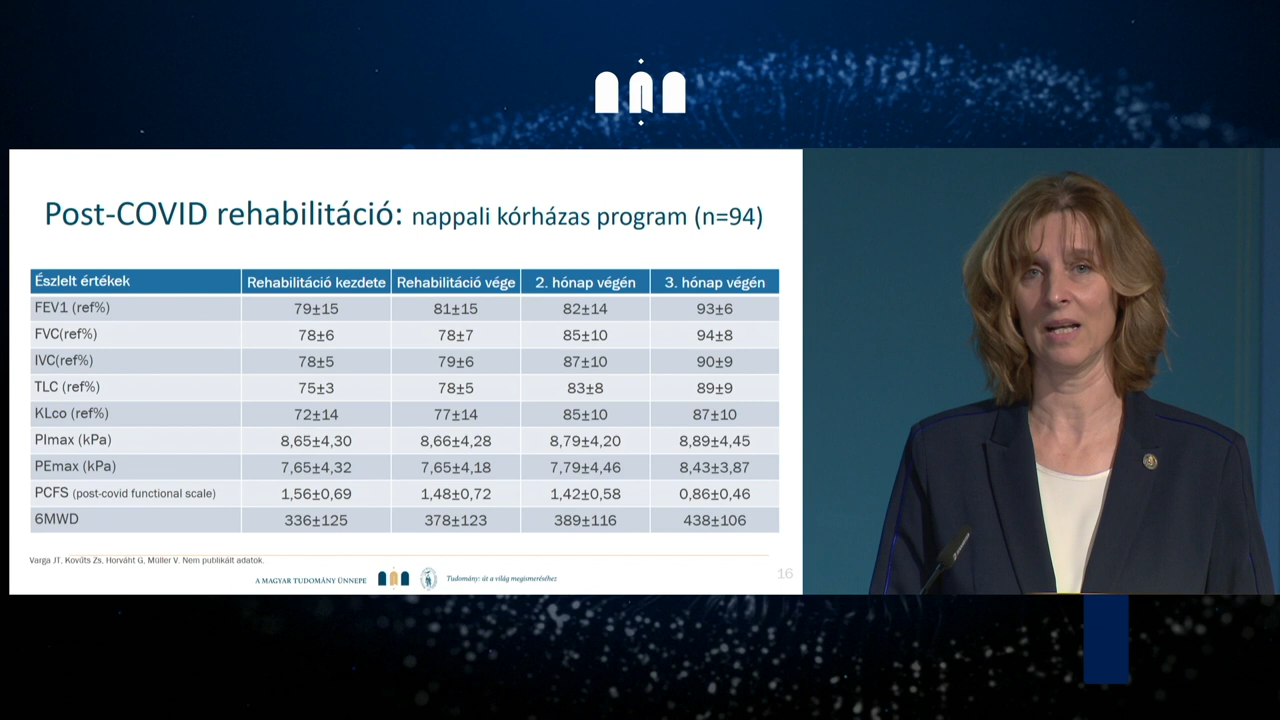 Post-COVID rehabilitáció: nappali kórházas program (n=94)
Észlelt értékek Rehabilitáció kezdete Rehabilitáció vége 2. hónap végén 3. hónap végén
FEV1 (ref%) 79±15 81±15 82±14 93±6
FVC(ref%) 78±6 78±7 85±10 94±8
IVC(ref%) 78±5 79±6 87±10 90±9
TLC (ref%) 75±3 78±5 83±8 89±9
KLco (ref%) 72±14 77±14 85±10 87±10
PImax (kPa) 8,65±4,30 8,66±4,28 8,79±4,20 8,89±4,45
PEmax (kPa) 7,65±4,32 7,65±4,18 7,79±4,46 8,43±3,87
PCFS (post-covid functional scale) 1,56±0,69 1,48±0,72 1,42±0,58 0,86±0,46
6MWD 336±125 378±123 389±116 438±106
Varga JT, Kovűts Zs, Horváht G, Müller V. Nem publikált adatok.
A MAGYAR TUDOMÁNY ÜNNEPE Tudomány: út a világ megismeréséhez
16